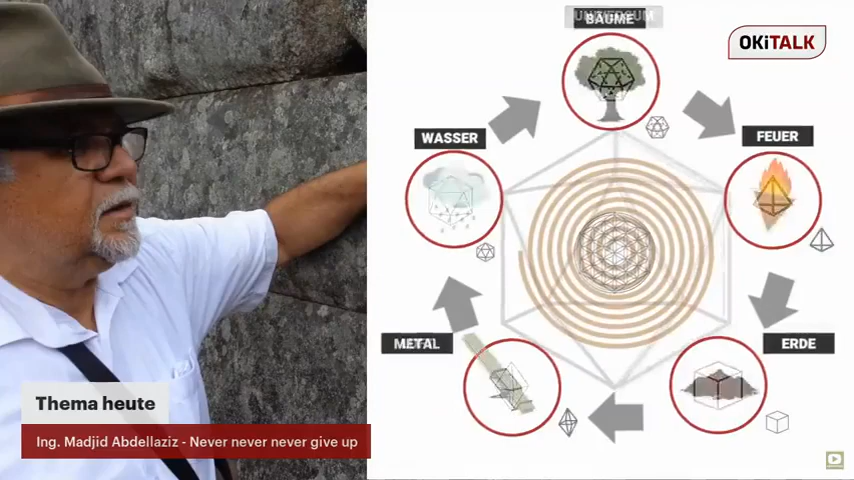 BÄUME
OKiTALK
WASSER
FEUER
METAL
ERDE
Thema heute
Ing. Madjid Abdellaziz - Never never never give up